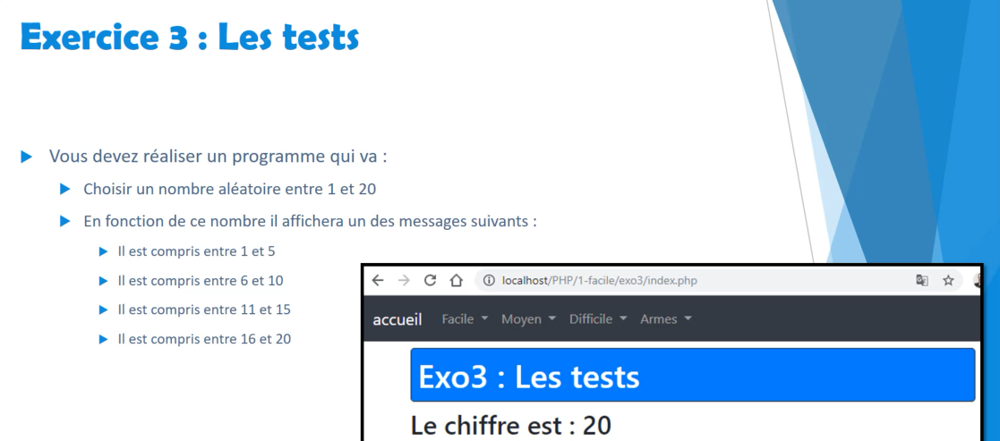 Exercice 3 : Les tests
Vous devez réaliser un programme qui va :
Choisir un nombre aléatoire entre 1 et 20
En fonction de ce nombre il affichera un des messages suivants :
Il est compris entre 1 et 5
Il est compris entre 6 et 10
Il est compris entre 11 et 15
Il est compris entre 16 et 20
localhost/PHP/1-facile/exo3/index.php
accueil Facile Moyen Difficile Armes
Exo3 : Les tests
Le chiffre est : 20